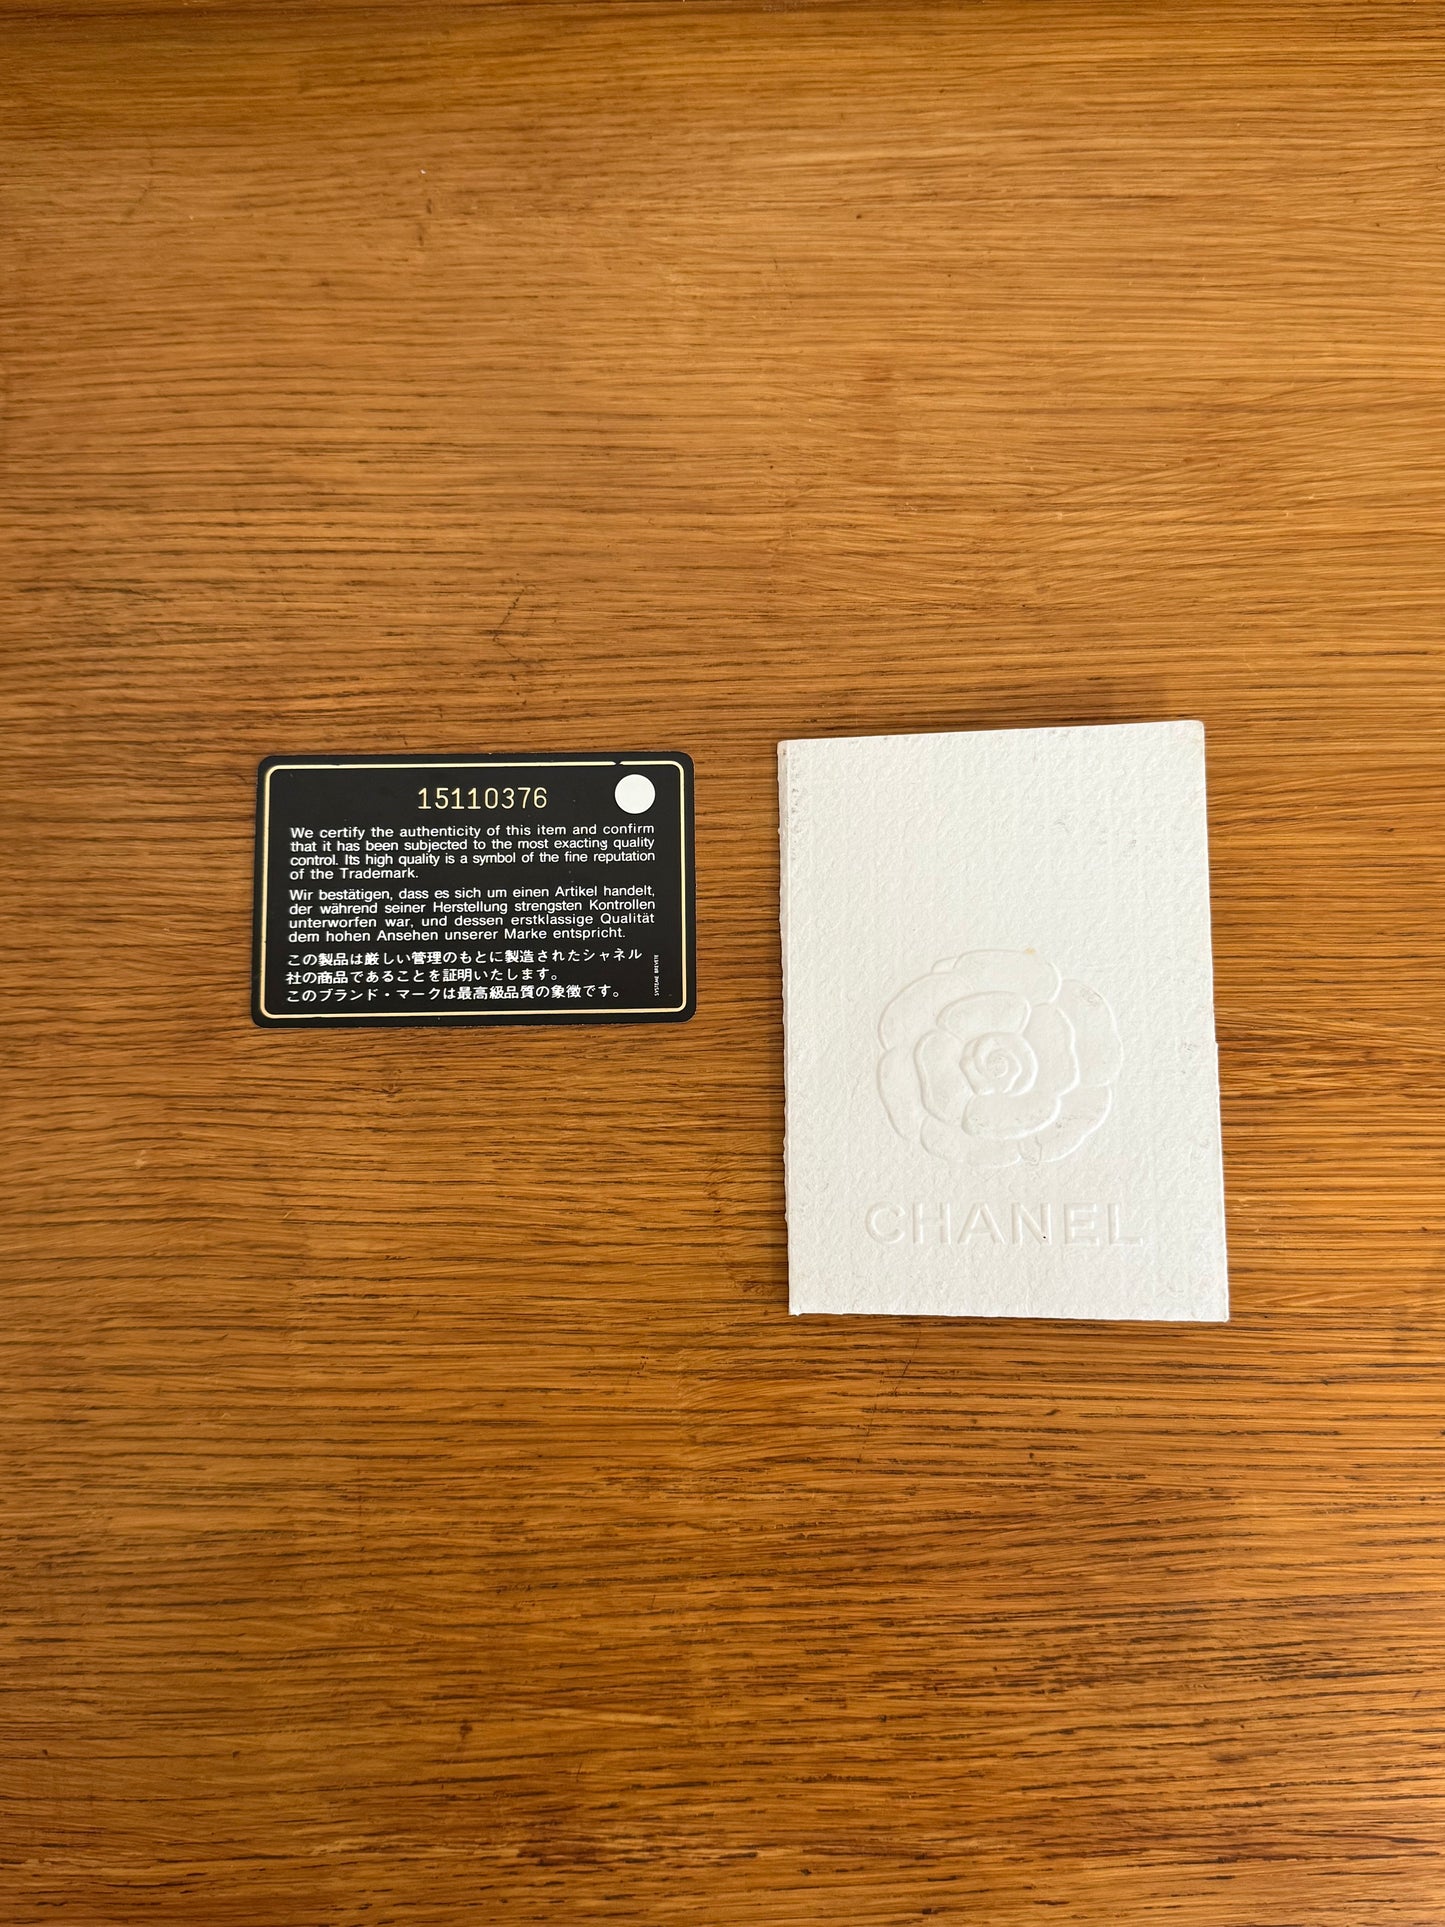 15110376
We certify the authenticity of this item and confirm
that it has been subjected to the most exacting quality
control. Its high quality is a symbol of the fine reputation
of the Trademark.
Wir bestätigen, dass es sich um einen Artikel handelt,
der während seiner Herstellung strengsten Kontrollen
unterworfen war, und dessen erstklassige Qualität
dem hohen Ansehen unserer Marke entspricht.
この製品は厳しい管理のもとに製造されたシャネル
社の商品であることを証明いたします。
このブランド・マークは最高級品質の象徴です。
SYSTEME BREVETE
CHANEL